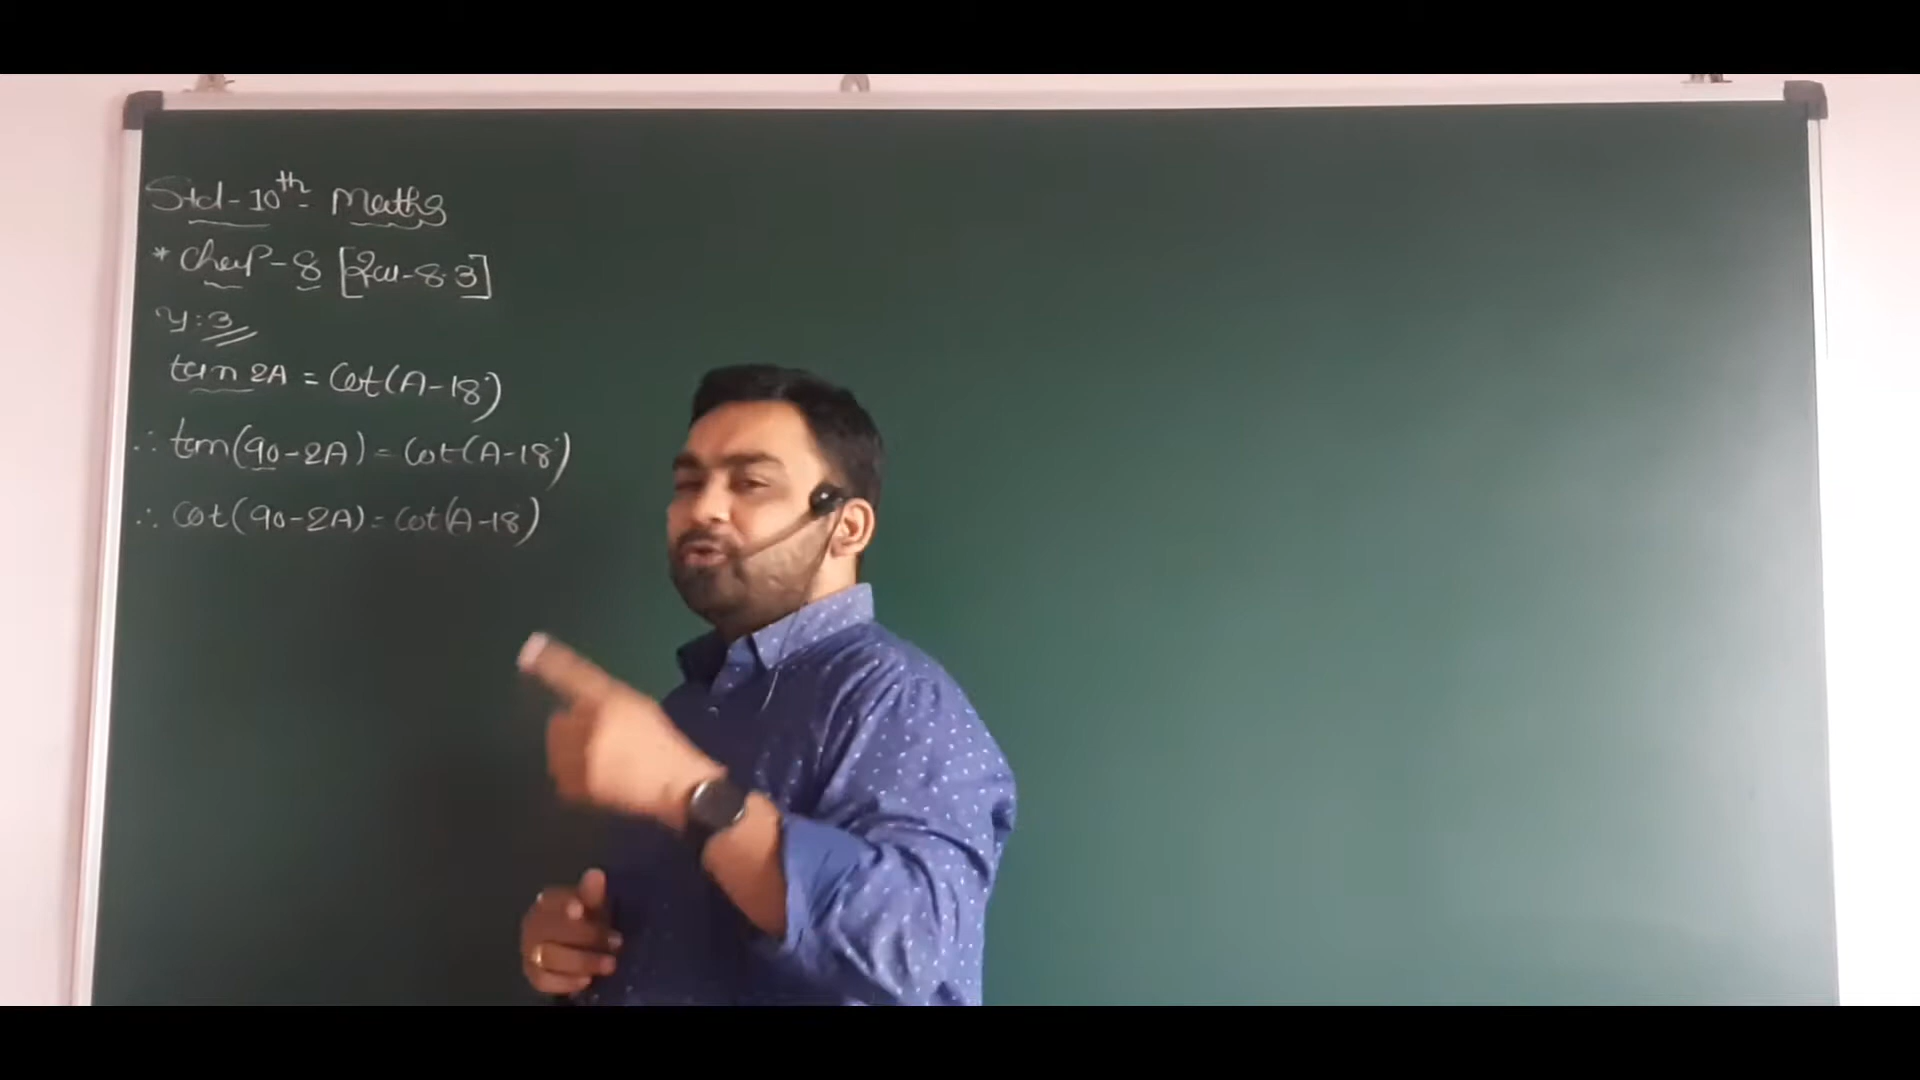 Std-10th Maths
* Chap-8 [Ex-8.3]
3
tan 2A = Cot(A-18°)
∴ tan(90-2A) = Cot(A-18°)
∴ Cot(90-2A) = Cot(A-18)